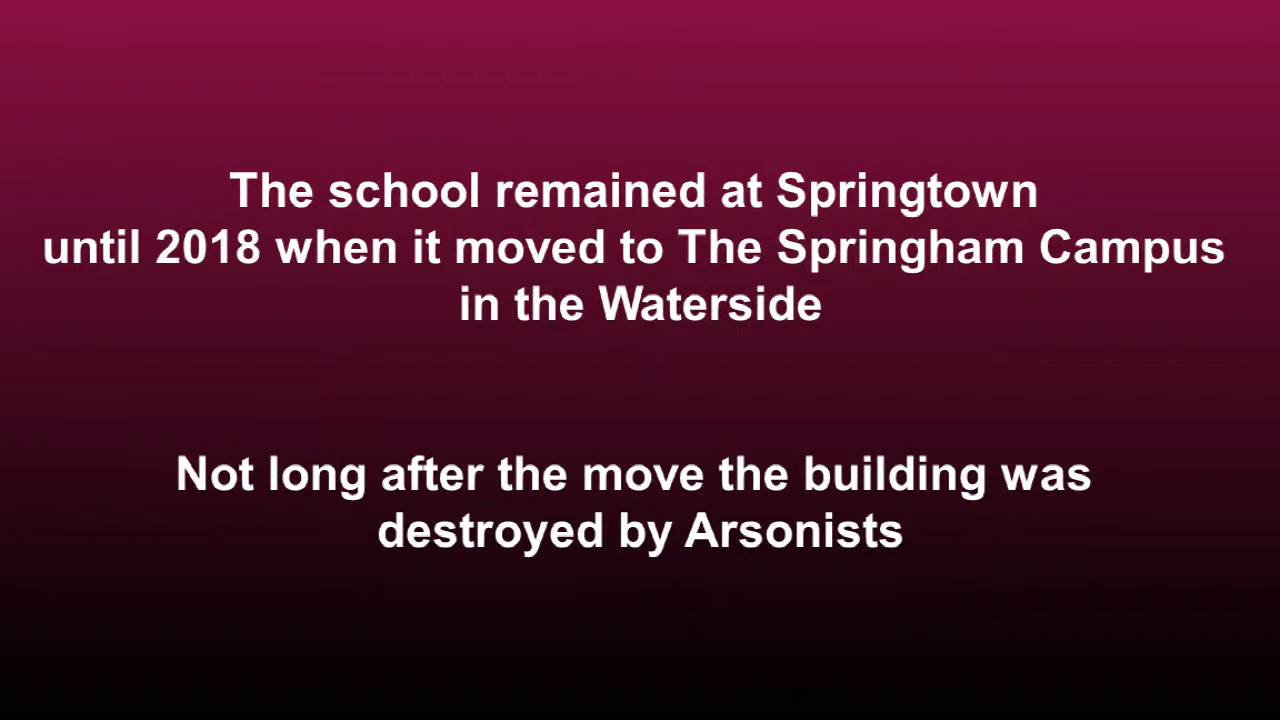 The school remained at Springtown
until 2018 when it moved to The Springham Campus
in the Waterside
Not long after the move the building was
destroyed by Arsonists